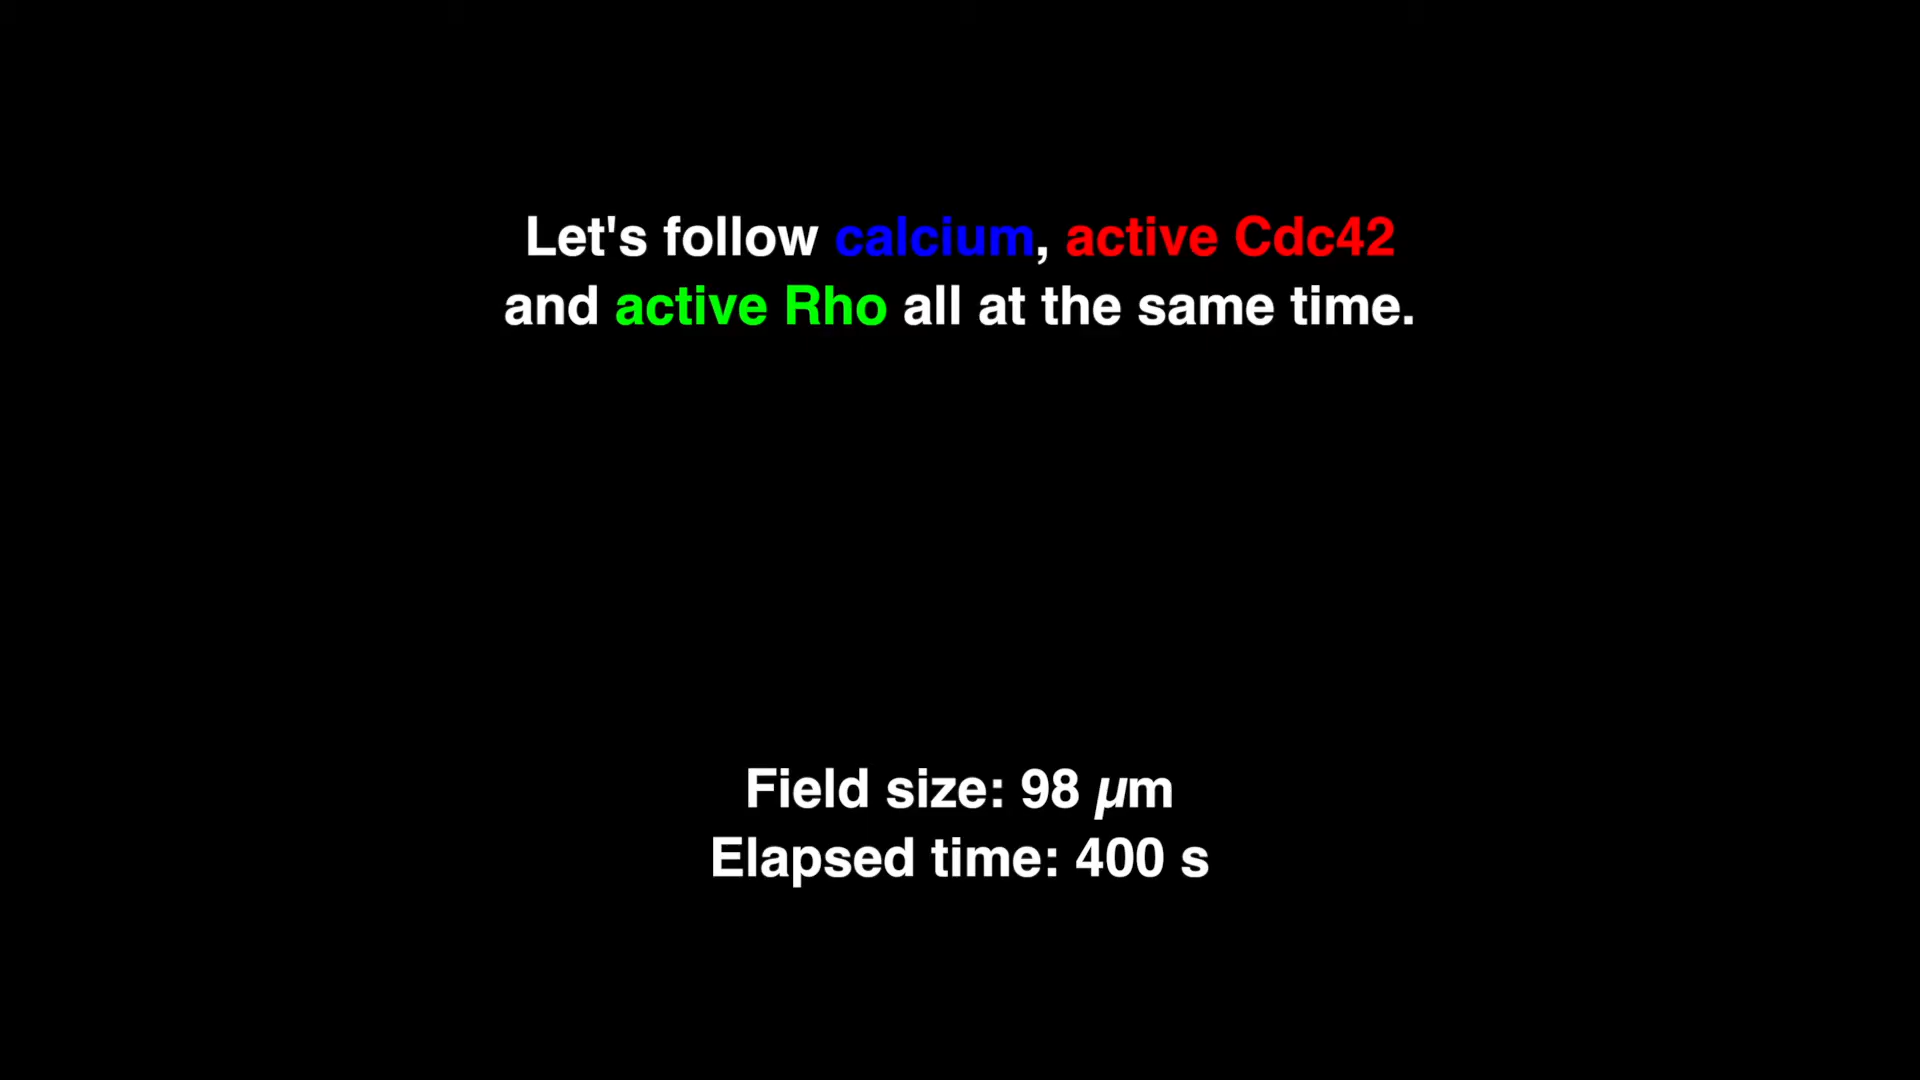 Let's follow calcium, active Cdc42
and active Rho all at the same time.
Field size: 98 µm
Elapsed time: 400 s